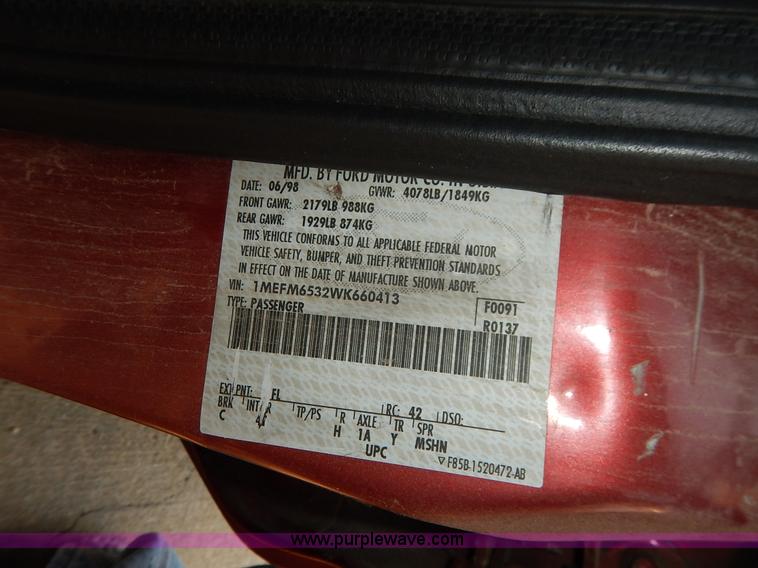 MFD. BY FORD MOTOR CO. IN U.S.A.
DATE: 06/98 GVWR: 4078LB/1849KG
FRONT GAWR: 2179LB 988KG
REAR GAWR: 1929LB 874KG
THIS VEHICLE CONFORMS TO ALL APPLICABLE FEDERAL MOTOR
VEHICLE SAFETY, BUMPER, AND THEFT PREVENTION STANDARDS
IN EFFECT ON THE DATE OF MANUFACTURE SHOWN ABOVE.
VIN: 1MEFM6532WK660413 F0091
TYPE: PASSENGER R0137
EXT PNT: EL RC: 42 DSO:
BRK INT R TP/PS R AXLE TR SPR
C H 1A Y MSHN
UPC
F85B-1520472-AB
www.purplewave.com